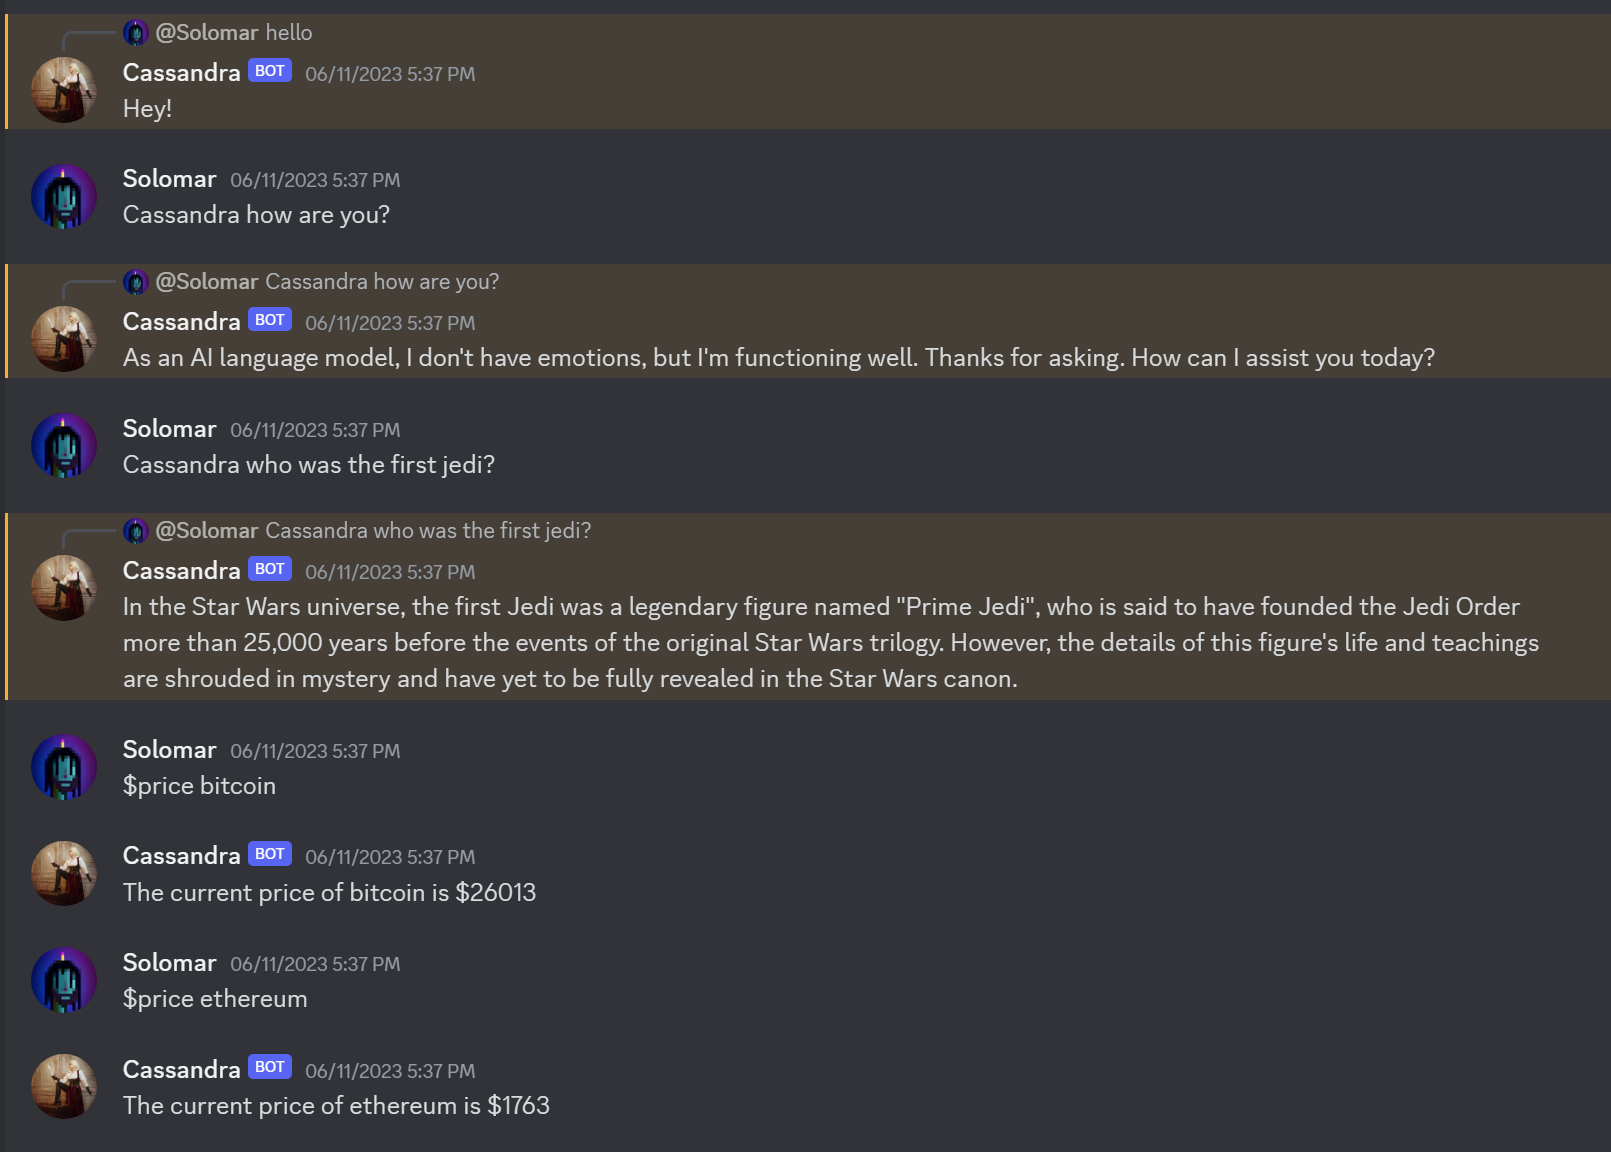 @Solomar hello
Cassandra BOT 06/11/2023 5:37 PM
Hey!
Solomar 06/11/2023 5:37 PM
Cassandra how are you?
@Solomar Cassandra how are you?
Cassandra BOT 06/11/2023 5:37 PM
As an AI language model, I don't have emotions, but I'm functioning well. Thanks for asking. How can I assist you today?
Solomar 06/11/2023 5:37 PM
Cassandra who was the first jedi?
@Solomar Cassandra who was the first jedi?
Cassandra BOT 06/11/2023 5:37 PM
In the Star Wars universe, the first Jedi was a legendary figure named "Prime Jedi", who is said to have founded the Jedi Order
more than 25,000 years before the events of the original Star Wars trilogy. However, the details of this figure's life and teachings
are shrouded in mystery and have yet to be fully revealed in the Star Wars canon.
Solomar 06/11/2023 5:37 PM
$price bitcoin
Cassandra BOT 06/11/2023 5:37 PM
The current price of bitcoin is $26013
Solomar 06/11/2023 5:37 PM
$price ethereum
Cassandra BOT 06/11/2023 5:37 PM
The current price of ethereum is $1763